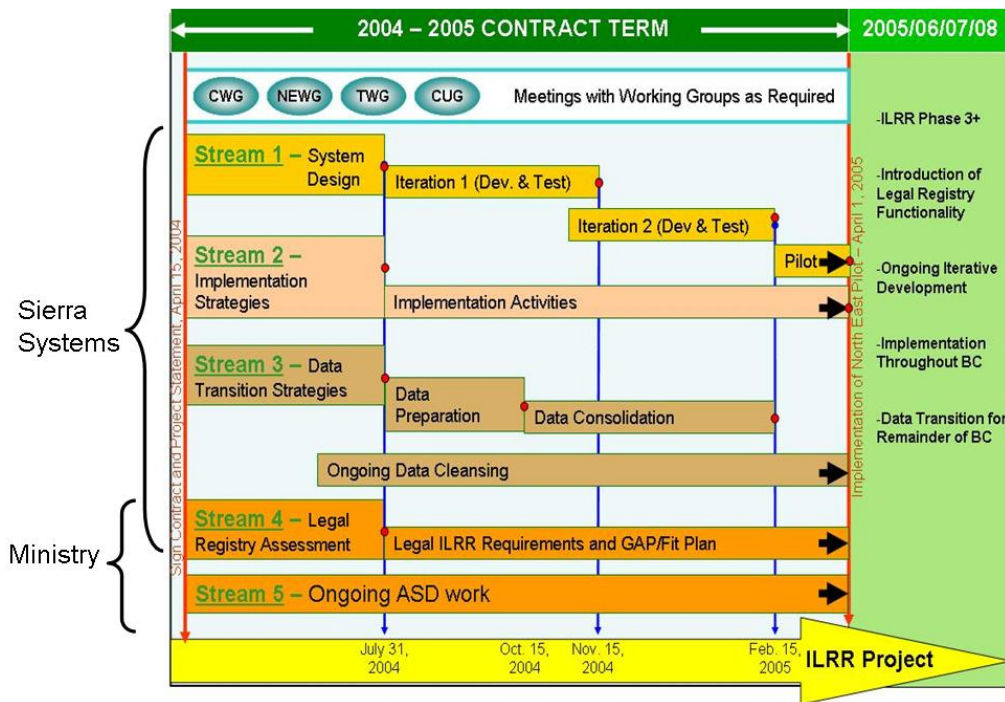 2004 – 2005 CONTRACT TERM
2005/06/07/08
CWG
NEWG
TWG
CUG
Meetings with Working Groups as Required
Sierra
Systems
Ministry
Sign Contract and Project Statement, April 15, 2004
Stream 1 – System
Design
Iteration 1 (Dev. & Test)
Iteration 2 (Dev & Test)
Pilot
Stream 2 –
Implementation
Strategies
Implementation Activities
Stream 3 – Data
Transition Strategies
Data
Preparation
Data Consolidation
Ongoing Data Cleansing
Stream 4 – Legal
Registry Assessment
Legal ILRR Requirements and GAP/Fit Plan
Stream 5 – Ongoing ASD work
Implementation of North East Pilot – April 1, 2005
-ILRR Phase 3+
-Introduction of
Legal Registry
Functionality
-Ongoing Iterative
Development
-Implementation
Throughout BC
-Data Transition for
Remainder of BC
July 31,
2004
Oct. 15,
2004
Nov. 15,
2004
Feb. 15,
2005
ILRR Project